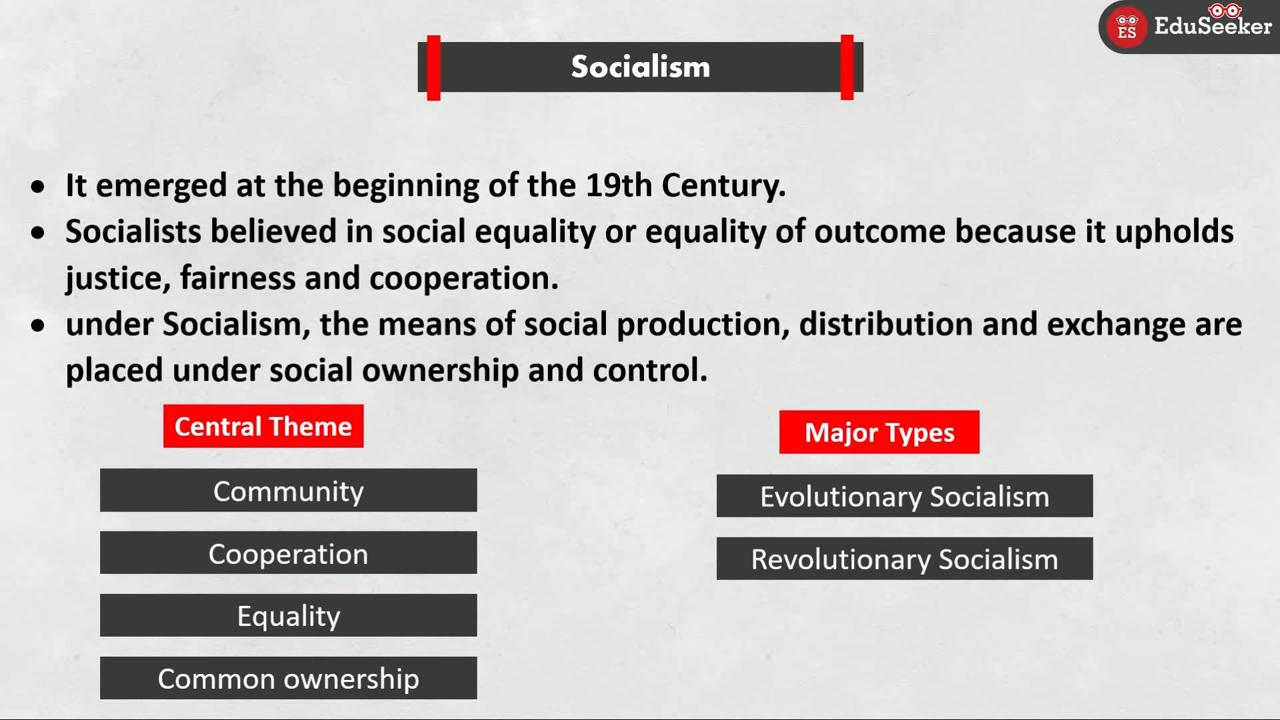 ES EduSeeker
Socialism
• It emerged at the beginning of the 19th Century.
• Socialists believed in social equality or equality of outcome because it upholds
justice, fairness and cooperation.
• under Socialism, the means of social production, distribution and exchange are
placed under social ownership and control.
Central Theme
Community
Cooperation
Equality
Common ownership
Major Types
Evolutionary Socialism
Revolutionary Socialism